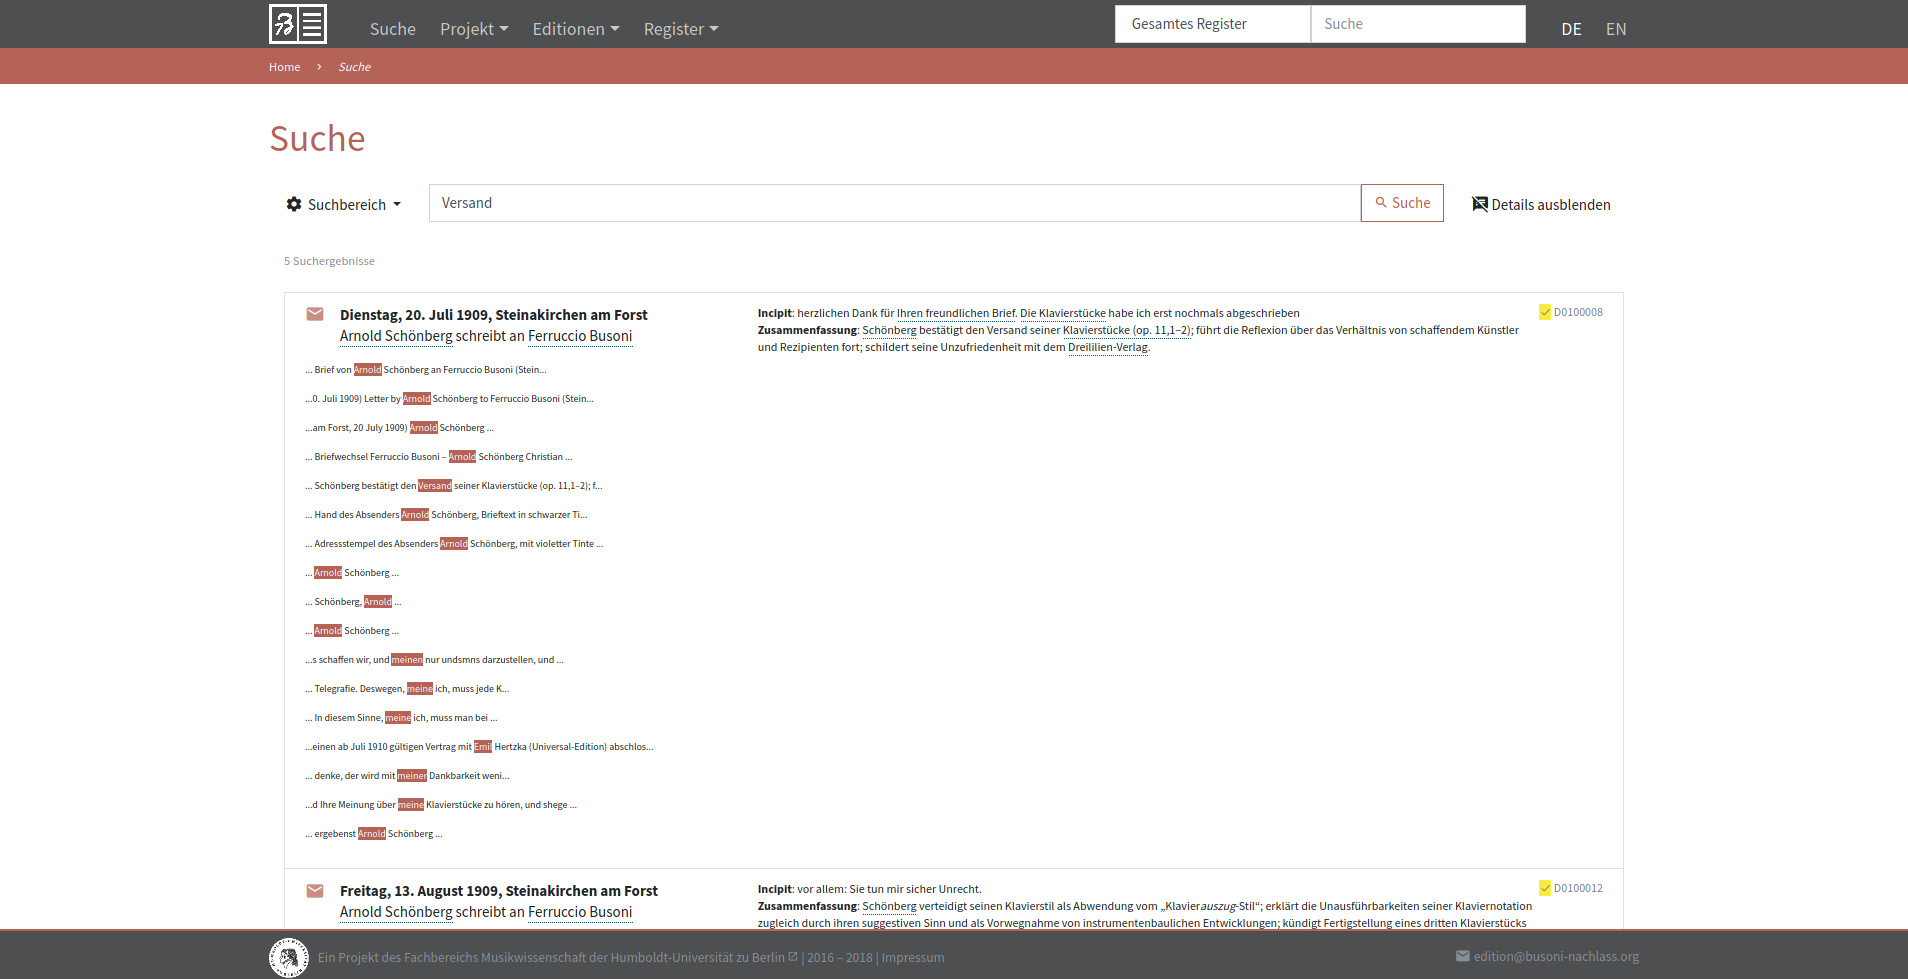 Suche Projekt Editionen Register Gesamtes Register Suche DE EN
Home › Suche
Suche
Suchbereich Versand Suche Details ausblenden
5 Suchergebnisse
Dienstag, 20. Juli 1909, Steinakirchen am Forst
Arnold Schönberg schreibt an Ferruccio Busoni
Incipit: herzlichen Dank für Ihren freundlichen Brief. Die Klavierstücke habe ich erst nochmals abgeschrieben
Zusammenfassung: Schönberg bestätigt den Versand seiner Klavierstücke (op. 11,1–2); führt die Reflexion über das Verhältnis von schaffendem Künstler
und Rezipienten fort; schildert seine Unzufriedenheit mit dem Dreililien-Verlag.
D0100008
... Brief von Arnold Schönberg an Ferruccio Busoni (Stein...
...0. Juli 1909) Letter by Arnold Schönberg to Ferruccio Busoni (Stein...
...am Forst, 20 July 1909) Arnold Schönberg ...
... Briefwechsel Ferruccio Busoni – Arnold Schönberg Christian ...
... Schönberg bestätigt den Versand seiner Klavierstücke (op. 11,1–2); f...
... Hand des Absenders Arnold Schönberg, Brieftext in schwarzer Ti...
... Adressstempel des Absenders Arnold Schönberg, mit violetter Tinte ...
... Arnold Schönberg ...
... Schönberg, Arnold ...
... Arnold Schönberg ...
...s schaffen wir, und meinen nur undsmns darzustellen, und ...
... Telegrafie. Deswegen, meine ich, muss jede K...
... In diesem Sinne, meine ich, muss man bei ...
...einen ab Juli 1910 gültigen Vertrag mit Emil Hertzka (Universal-Edition) abschlos...
... denke, der wird mit meiner Dankbarkeit weni...
...d Ihre Meinung über meine Klavierstücke zu hören, und shege ...
... ergebenst Arnold Schönberg ...
Freitag, 13. August 1909, Steinakirchen am Forst
Arnold Schönberg schreibt an Ferruccio Busoni
Incipit: vor allem: Sie tun mir sicher Unrecht.
Zusammenfassung: Schönberg verteidigt seinen Klavierstil als Abwendung vom „Klavierauszug-Stil“; erklärt die Unausführbarkeiten seiner Klaviernotation
zugleich durch ihren suggestiven Sinn und als Vorwegnahme von instrumentenbaulichen Entwicklungen; kündigt Fertigstellung eines dritten Klavierstücks
D0100012
Ein Projekt des Fachbereichs Musikwissenschaft der Humboldt-Universität zu Berlin | 2016 – 2018 | Impressum
edition@busoni-nachlass.org